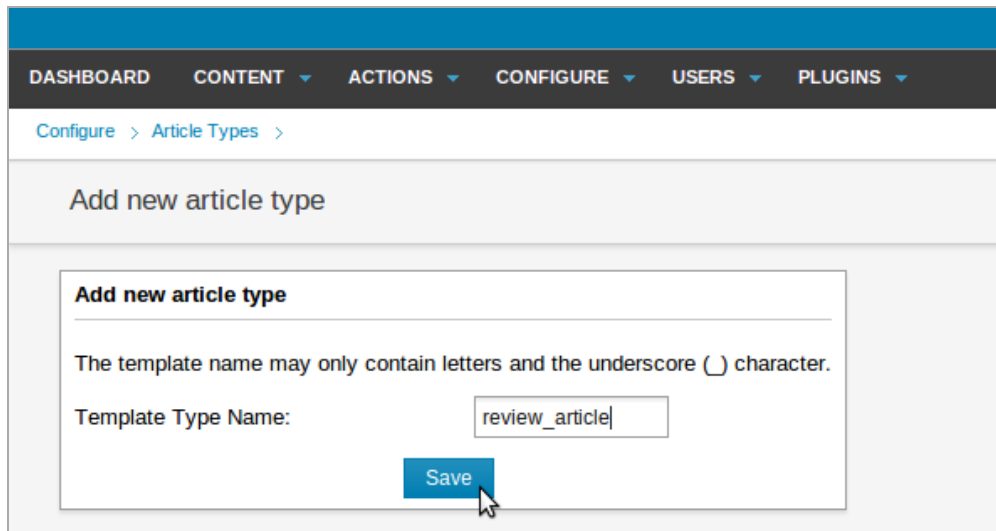 DASHBOARD CONTENT ACTIONS CONFIGURE USERS PLUGINS
Configure > Article Types >
Add new article type
Add new article type
The template name may only contain letters and the underscore (_) character.
Template Type Name: review_article
Save